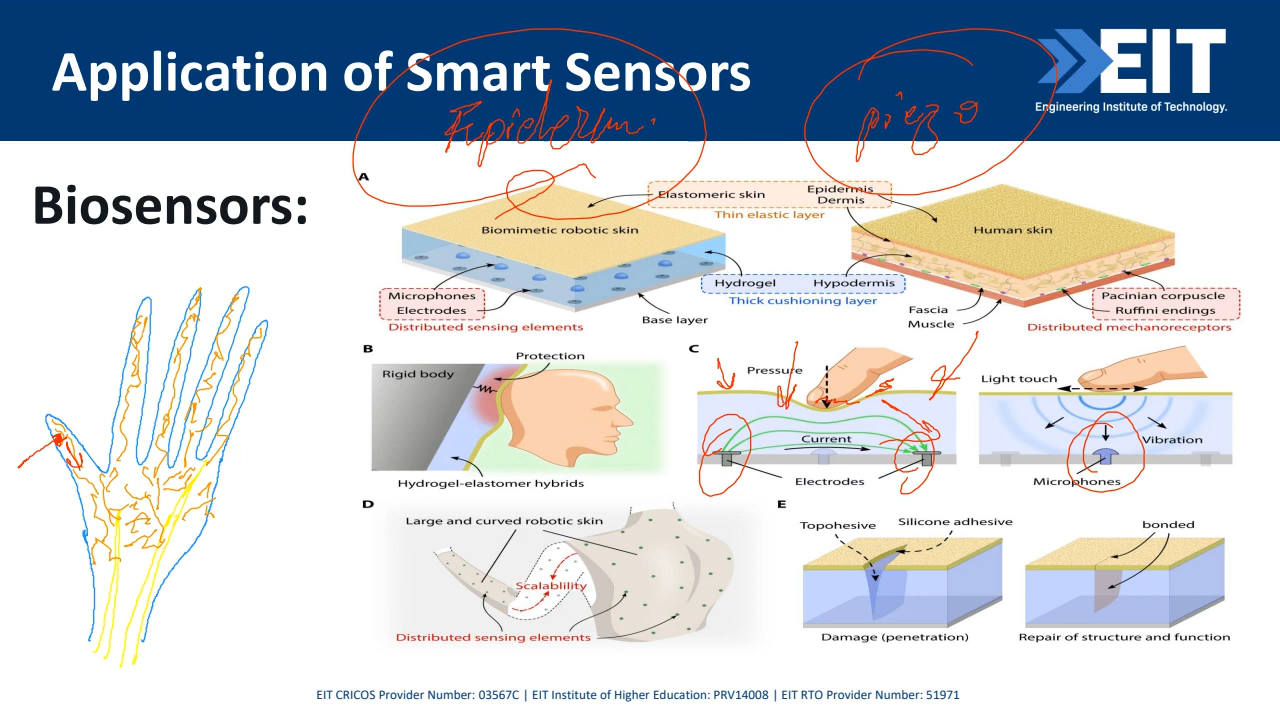 Application of Smart Sensors
EIT
Engineering Institute of Technology.
Epiderm
piezo
Biosensors:
A
Elastomeric skin
Epidermis
Dermis
Thin elastic layer
Biomimetic robotic skin
Human skin
Hydrogel
Hypodermis
Thick cushioning layer
Microphones
Electrodes
Distributed sensing elements
Base layer
Fascia
Muscle
Pacinian corpuscle
Ruffini endings
Distributed mechanoreceptors
B
Protection
Rigid body
Hydrogel-elastomer hybrids
C
Pressure
Current
Electrodes
Light touch
Vibration
Microphones
D
Large and curved robotic skin
Scalablility
Distributed sensing elements
E
Topohesive
Silicone adhesive
Damage (penetration)
bonded
Repair of structure and function
EIT CRICOS Provider Number: 03567C | EIT Institute of Higher Education: PRV14008 | EIT RTO Provider Number: 51971